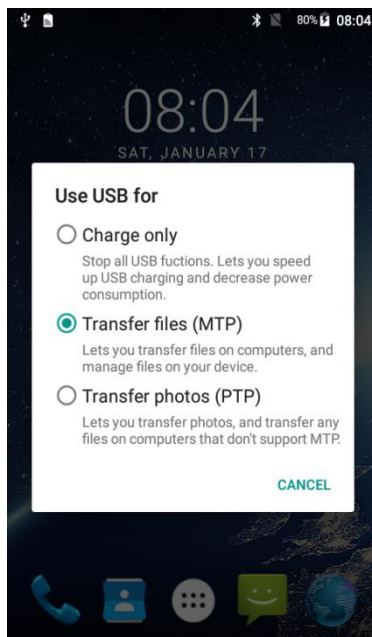 80% 08:04
08:04
SAT, JANUARY 17
Use USB for
Charge only
Stop all USB fuctions. Lets you speed
up USB charging and decrease power
consumption.
Transfer files (MTP)
Lets you transfer files on computers, and
manage files on your device.
Transfer photos (PTP)
Lets you transfer photos, and transfer any
files on computers that don't support MTP.
CANCEL